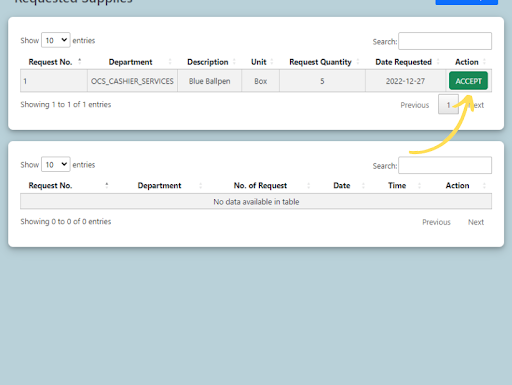 Requested Supplies
Show 10 entries
Search:
Request No. Department Description Unit Request Quantity Date Requested Action
1 OCS_CASHIER_SERVICES Blue Ballpen Box 5 2022-12-27 ACCEPT
Showing 1 to 1 of 1 entries
Previous 1 Next
Show 10 entries
Search:
Request No. Department No. of Request Date Time Action
No data available in table
Showing 0 to 0 of 0 entries
Previous Next